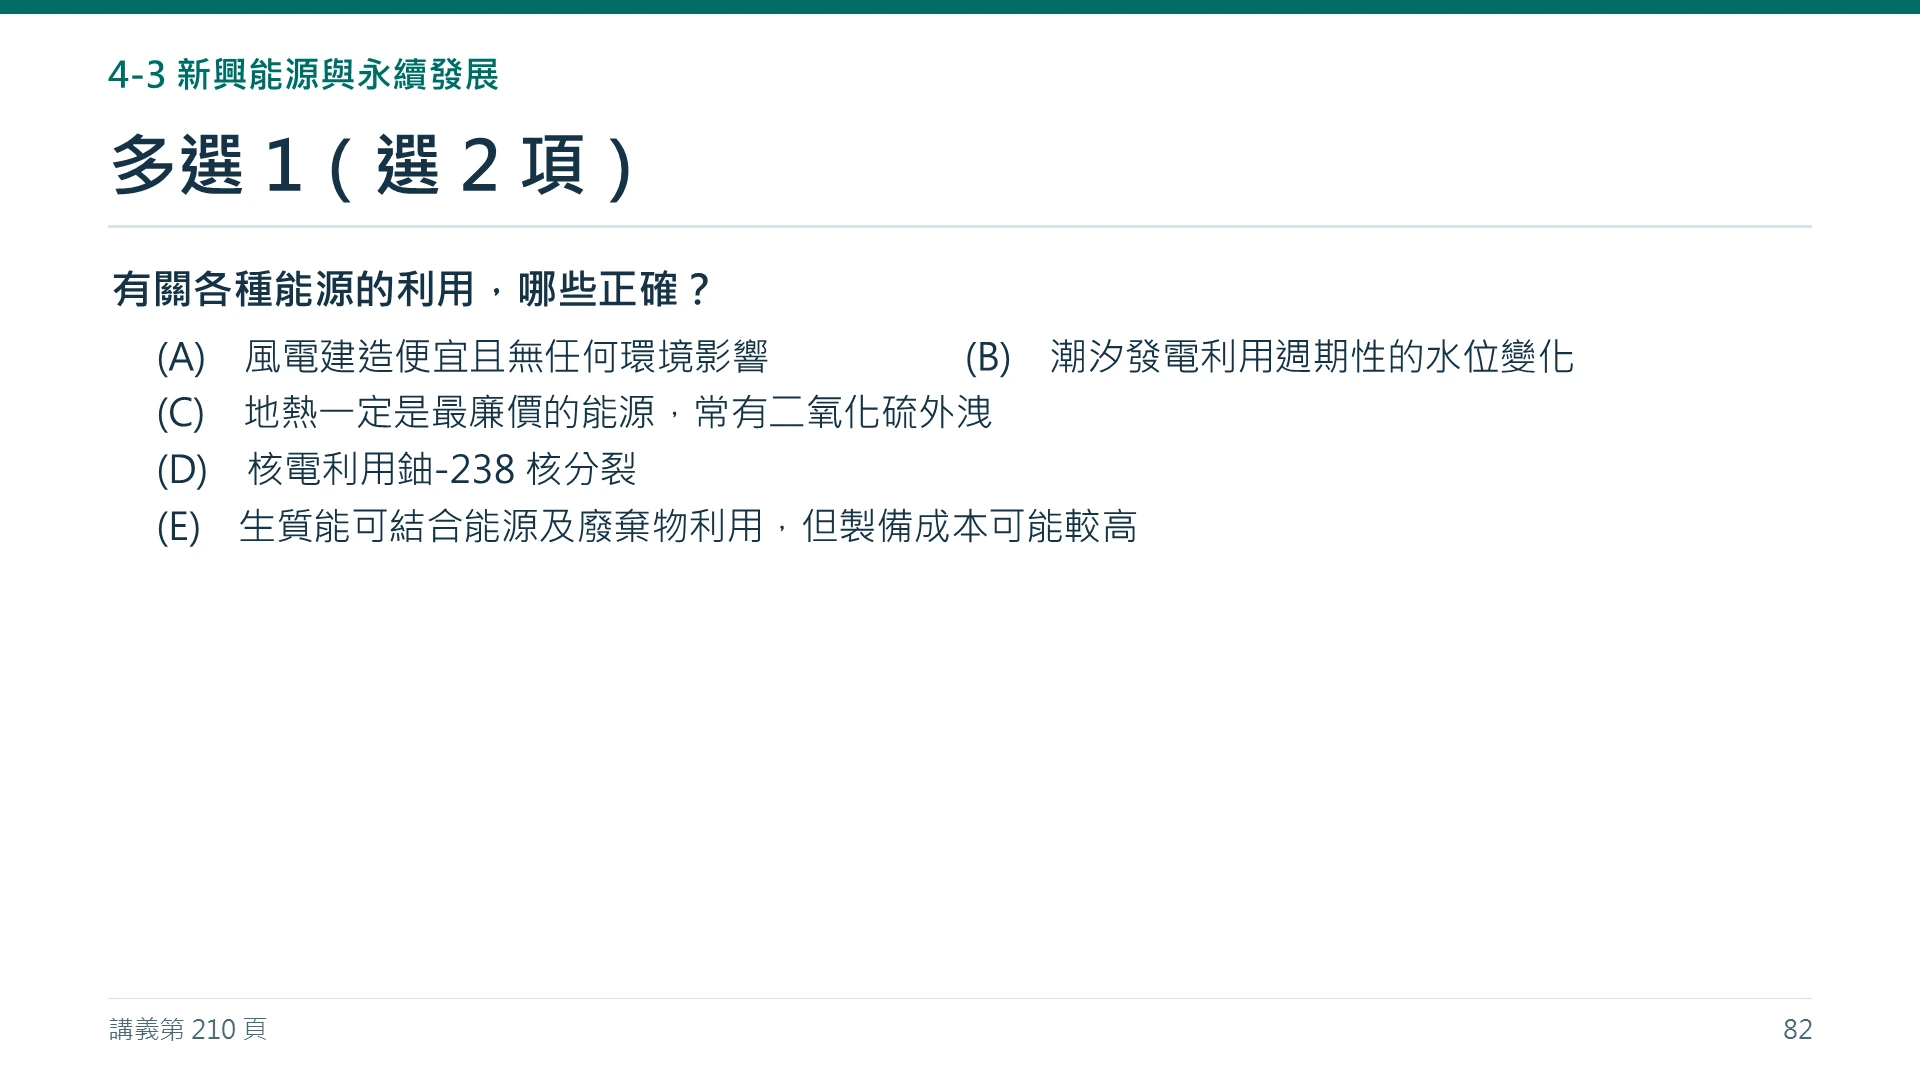 4-3 新興能源與永續發展
多選 1（選 2 項）
有關各種能源的利用，哪些正確？
(A) 風電建造便宜且無任何環境影響 (B) 潮汐發電利用週期性的水位變化
(C) 地熱一定是最廉價的能源，常有二氧化硫外洩
(D) 核電利用鈾-238 核分裂
(E) 生質能可結合能源及廢棄物利用，但製備成本可能較高
講義第 210 頁 82